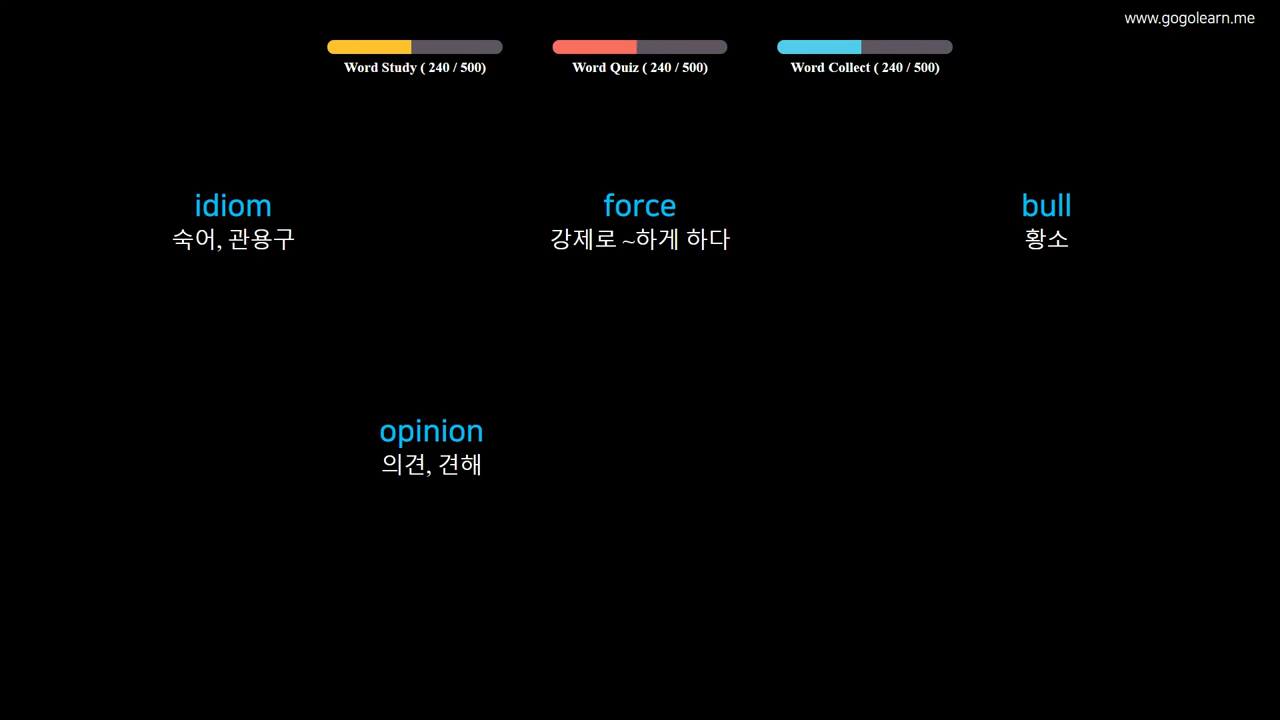 www.gogolearn.me
Word Study ( 240 / 500)
Word Quiz ( 240 / 500)
Word Collect ( 240 / 500)
idiom
숙어, 관용구
force
강제로 ~하게 하다
bull
황소
opinion
의견, 견해